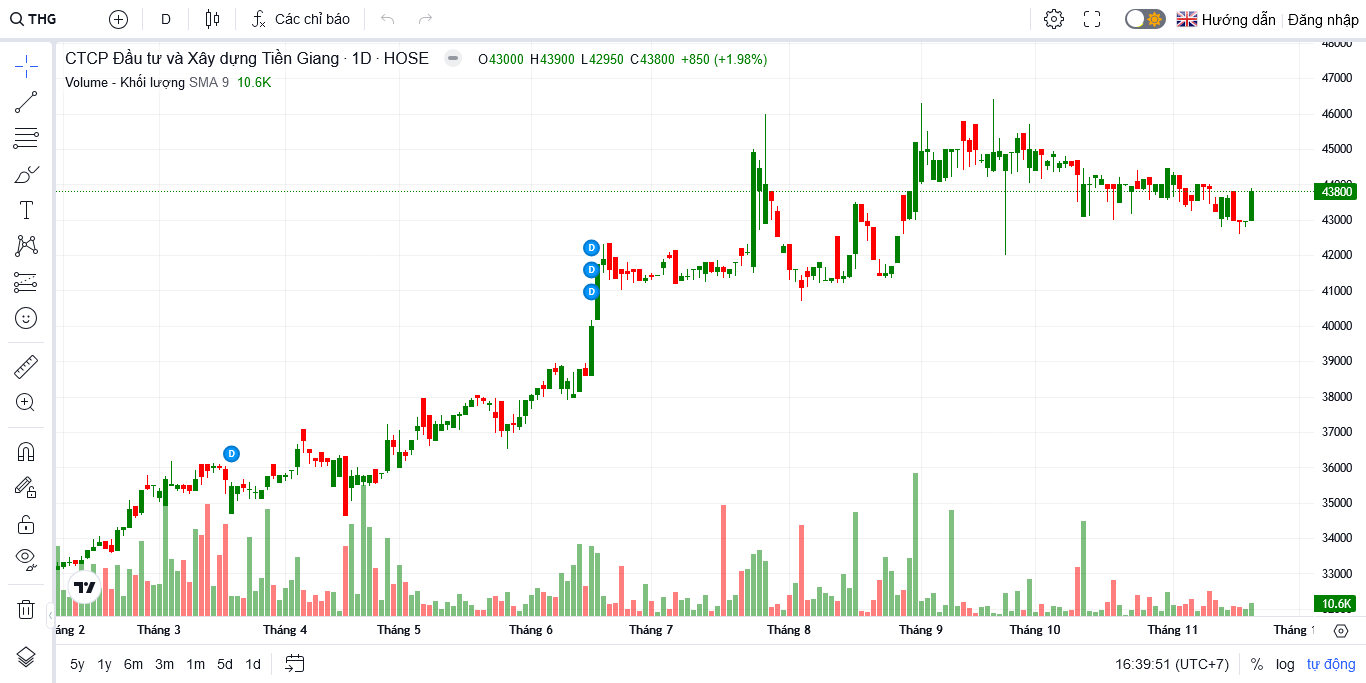 THG D Các chỉ báo Hướng dẫn Đăng nhập
CTCP Đầu tư và Xây dựng Tiền Giang · 1D · HOSE O43000 H43900 L42950 C43800 +850 (+1.98%)
Volume - Khối lượng SMA 9 10.6K
48000
47000
46000
45000
44000
43800
43000
42000
41000
40000
39000
38000
37000
36000
35000
34000
33000
10.6K
D
D
D
D
áng 2 Tháng 3 Tháng 4 Tháng 5 Tháng 6 Tháng 7 Tháng 8 Tháng 9 Tháng 10 Tháng 11 Tháng 1
5y 1y 6m 3m 1m 5d 1d 16:39:51 (UTC+7) % log tự động